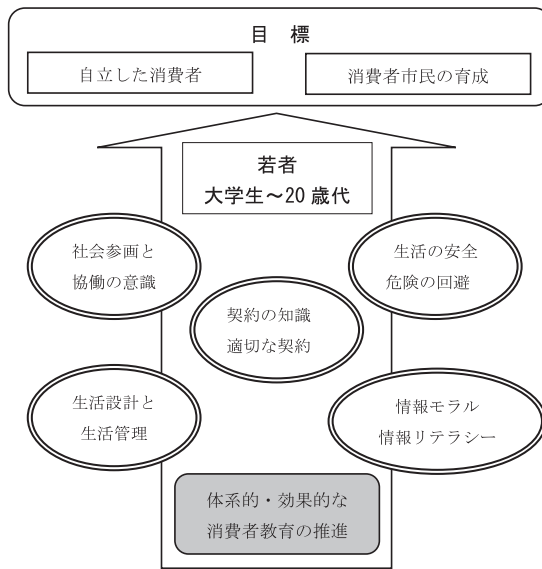 目 標
自立した消費者
消費者市民の育成
若者
大学生～20 歳代
社会参画と
協働の意識
生活の安全
危険の回避
契約の知識
適切な契約
生活設計と
生活管理
情報モラル
情報リテラシー
体系的・効果的な
消費者教育の推進